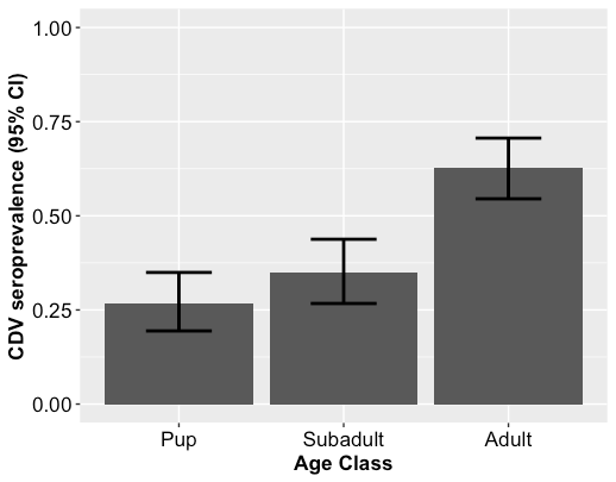 CDV seroprevalence (95% CI)
1.00
0.75
0.50
0.25
0.00
Pup Subadult Adult
Age Class